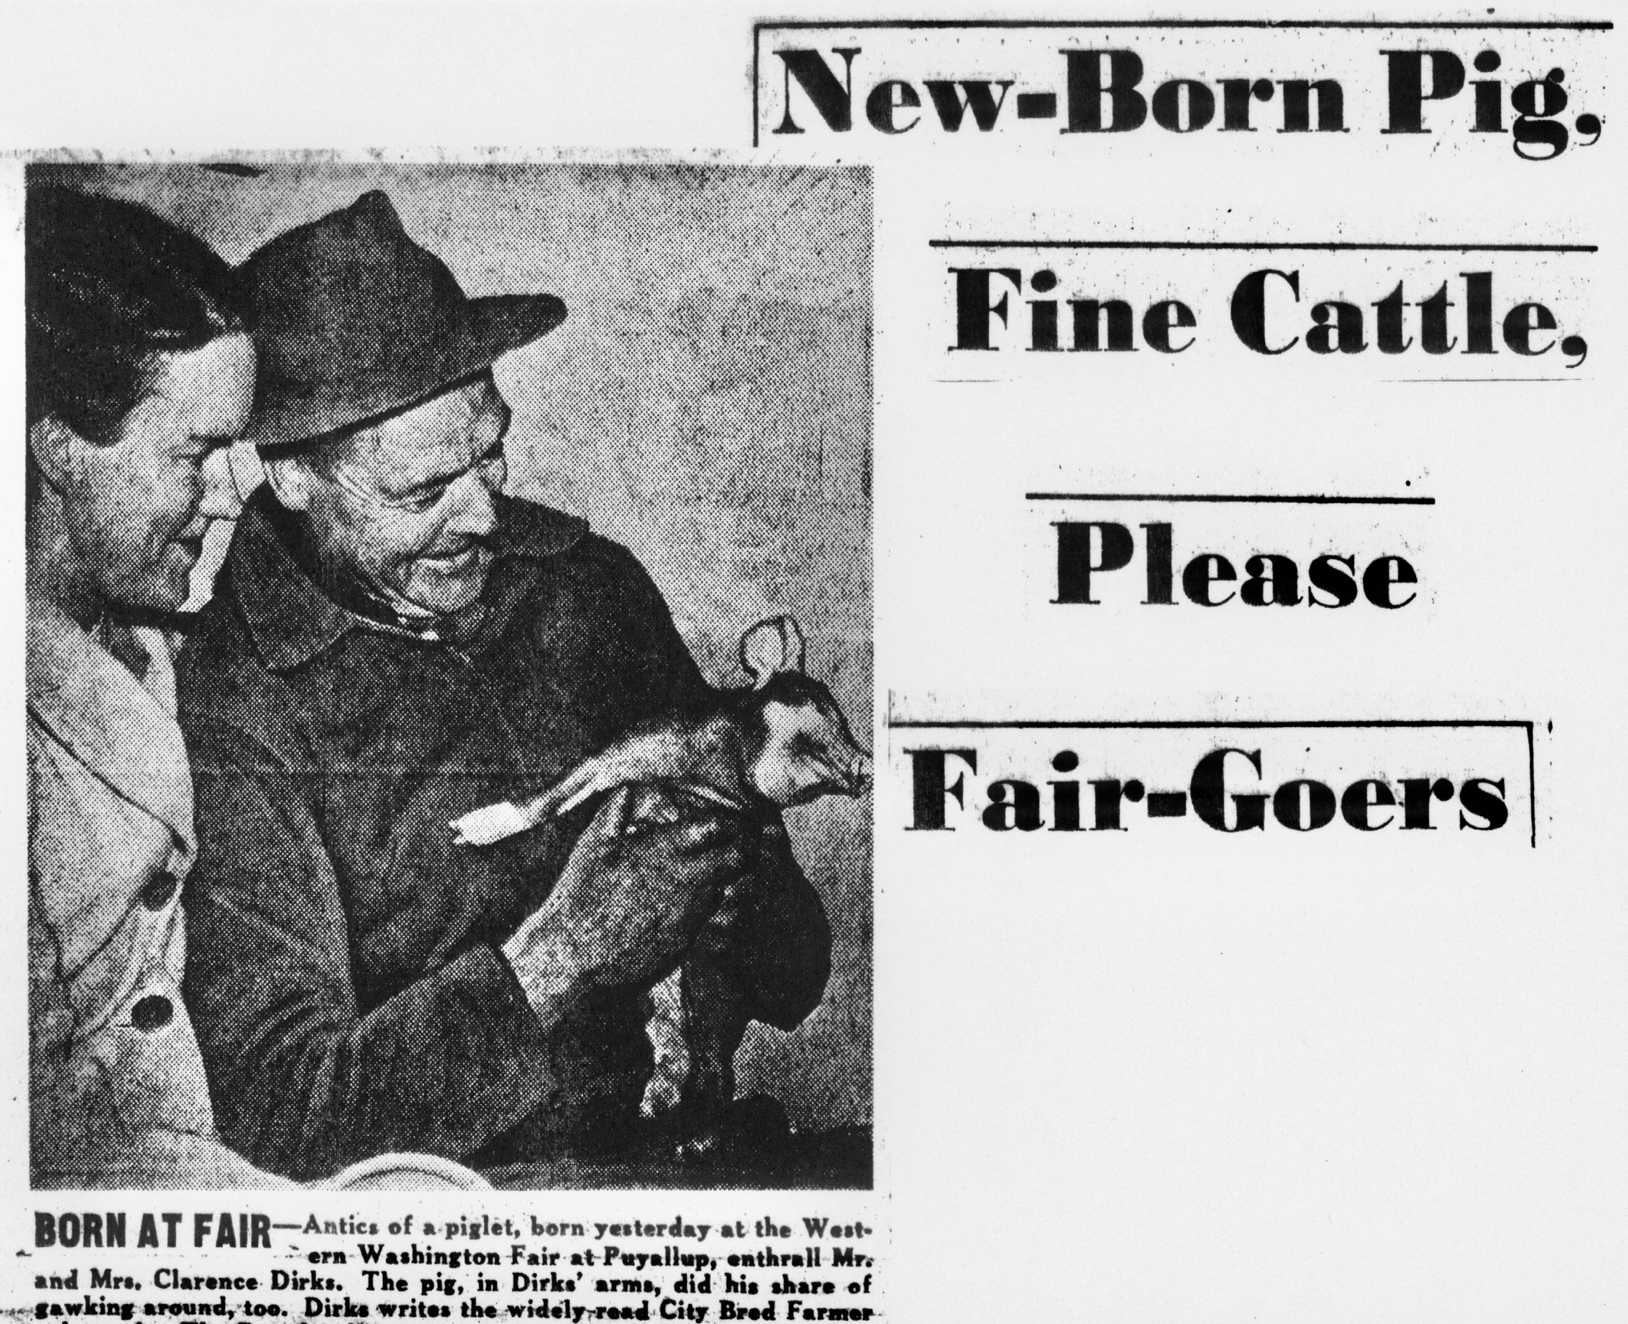 New-Born Pig,
Fine Cattle,
Please
Fair-Goers
BORN AT FAIR—Antics of a piglet, born yesterday at the West-
ern Washington Fair at Puyallup, enthrall Mr.
and Mrs. Clarence Dirks. The pig, in Dirks' arms, did his share of
gawking around, too. Dirks writes the widely-read City Bred Farmer